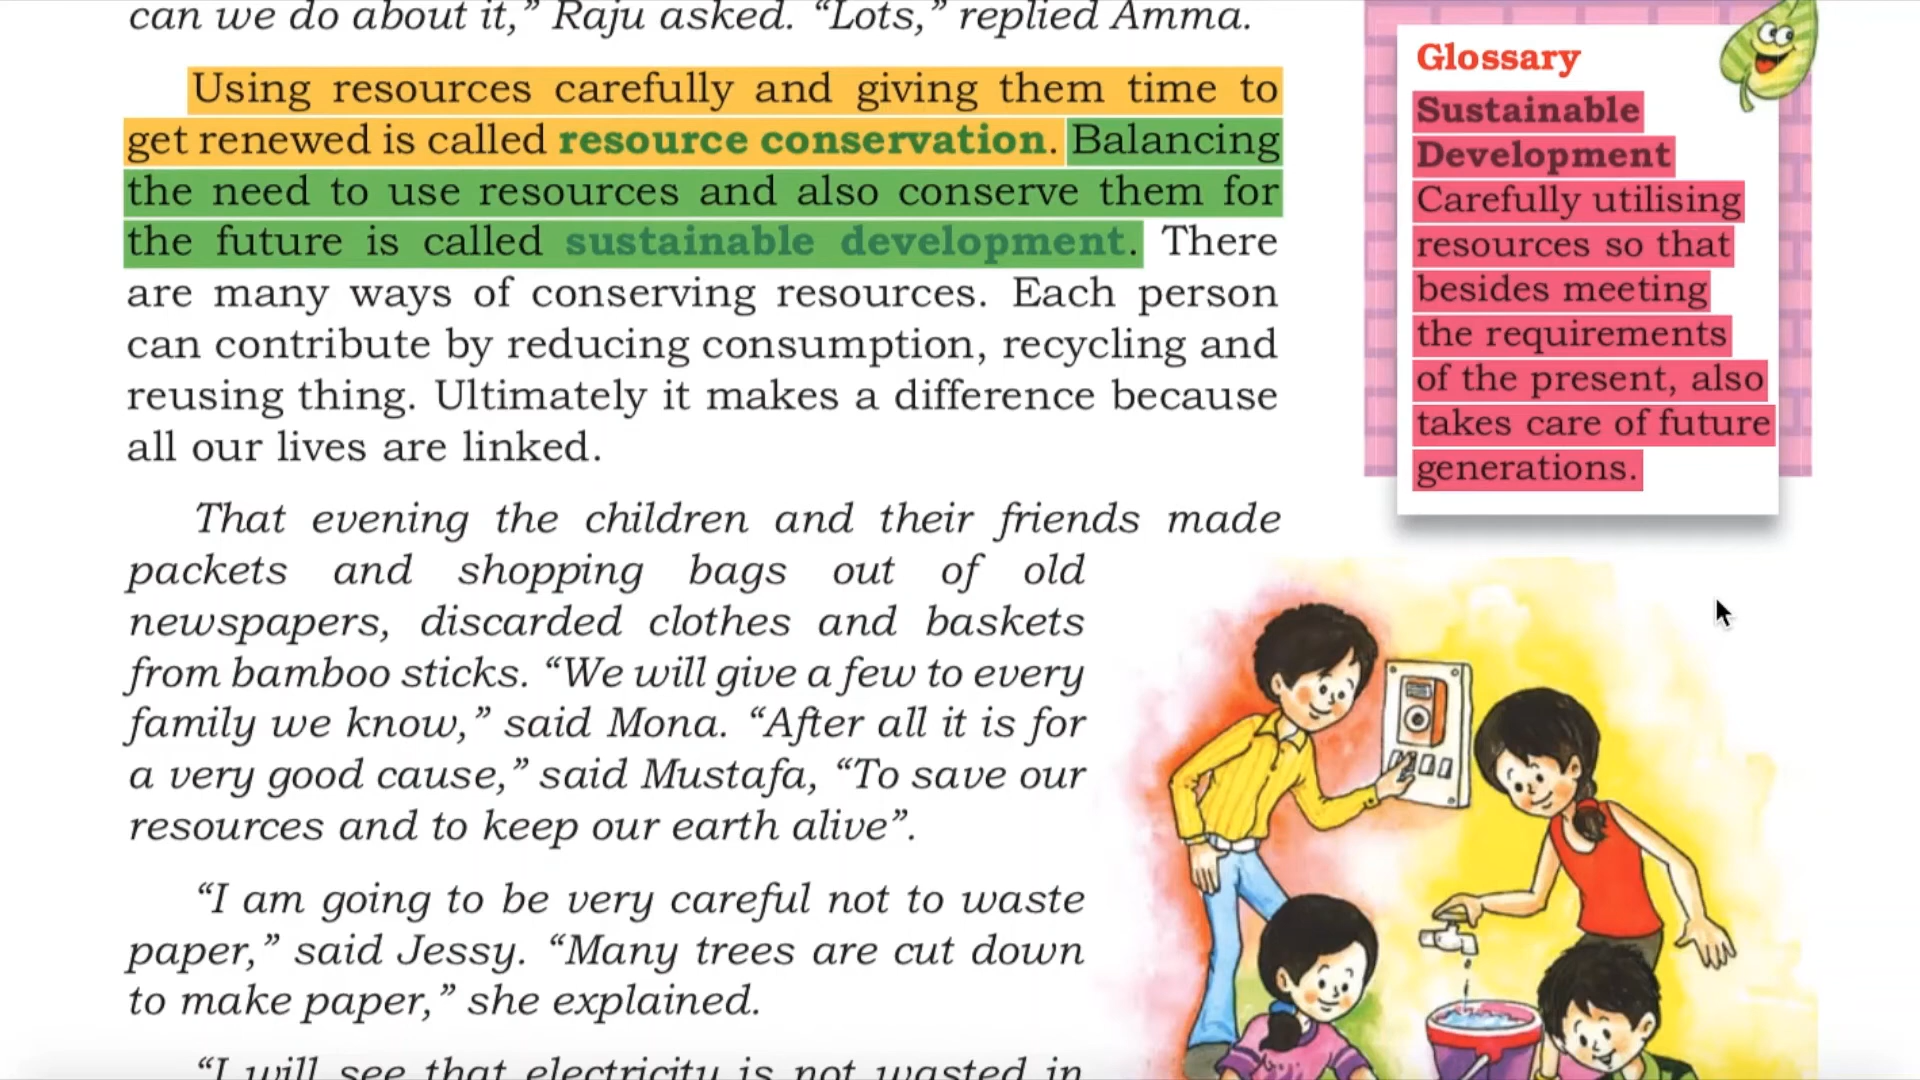 can we do about it,” Raju asked. “Lots,” replied Amma.
Using resources carefully and giving them time to
get renewed is called resource conservation. Balancing
the need to use resources and also conserve them for
the future is called sustainable development. There
are many ways of conserving resources. Each person
can contribute by reducing consumption, recycling and
reusing thing. Ultimately it makes a difference because
all our lives are linked.
That evening the children and their friends made
packets and shopping bags out of old
newspapers, discarded clothes and baskets
from bamboo sticks. “We will give a few to every
family we know,” said Mona. “After all it is for
a very good cause,” said Mustafa, “To save our
resources and to keep our earth alive”.
“I am going to be very careful not to waste
paper,” said Jessy. “Many trees are cut down
to make paper,” she explained.
“I will see that electricity is not wasted in
Glossary
Sustainable
Development
Carefully utilising
resources so that
besides meeting
the requirements
of the present, also
takes care of future
generations.